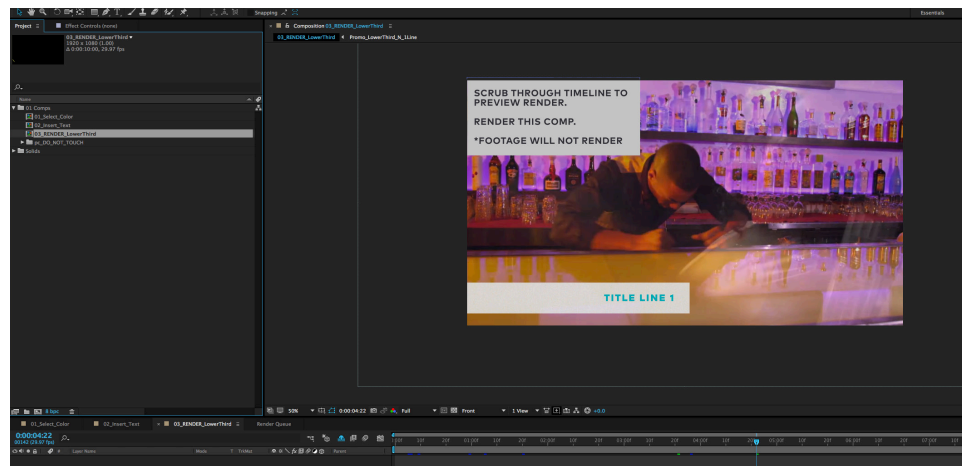 Snapping
Essentials
Project
Effect Controls (none)
Composition 03_RENDER_LowerThird
03_RENDER_LowerThird
1920 x 1080 (1.00)
Δ 0:00:10:00, 29.97 fps
03_RENDER_LowerThird
Promo_LowerThird_N_1Line
SCRUB THROUGH TIMELINE TO
PREVIEW RENDER.
RENDER THIS COMP.
*FOOTAGE WILL NOT RENDER
Name
01 Comps
01_Select_Color
02_Insert_Text
03_RENDER_LowerThird
pc_DO_NOT_TOUCH
Solids
TITLE LINE 1
8 bpc
50%
0:00:04:22
Full
Front
1 View
+0.0
01_Select_Color
02_Insert_Text
03_RENDER_LowerThird
Render Queue
0:00:04:22
00142 (29.97 fps)
# Layer Name
Mode
T TrkMat
Parent